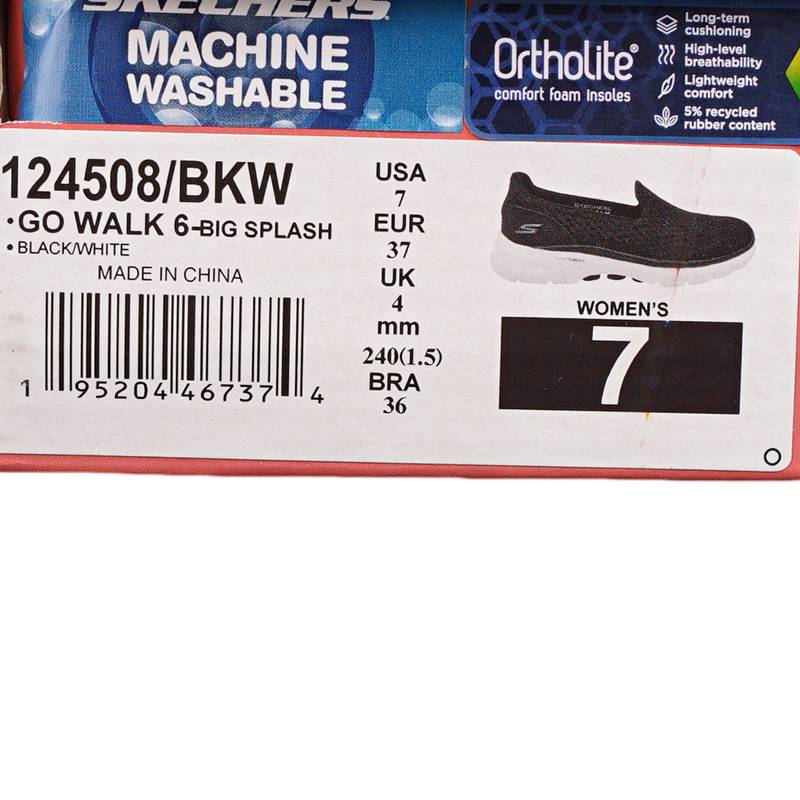 SKECHERS
MACHINE
WASHABLE
Ortholite®
comfort foam insoles
Long-term
cushioning
High-level
breathability
Lightweight
comfort
5% recycled
rubber content
124508/BKW
•GO WALK 6-BIG SPLASH
•BLACK/WHITE
MADE IN CHINA
1 95204 46737 4
USA
7
EUR
37
UK
4
mm
240(1.5)
BRA
36
SKECHERS
WOMEN'S
7